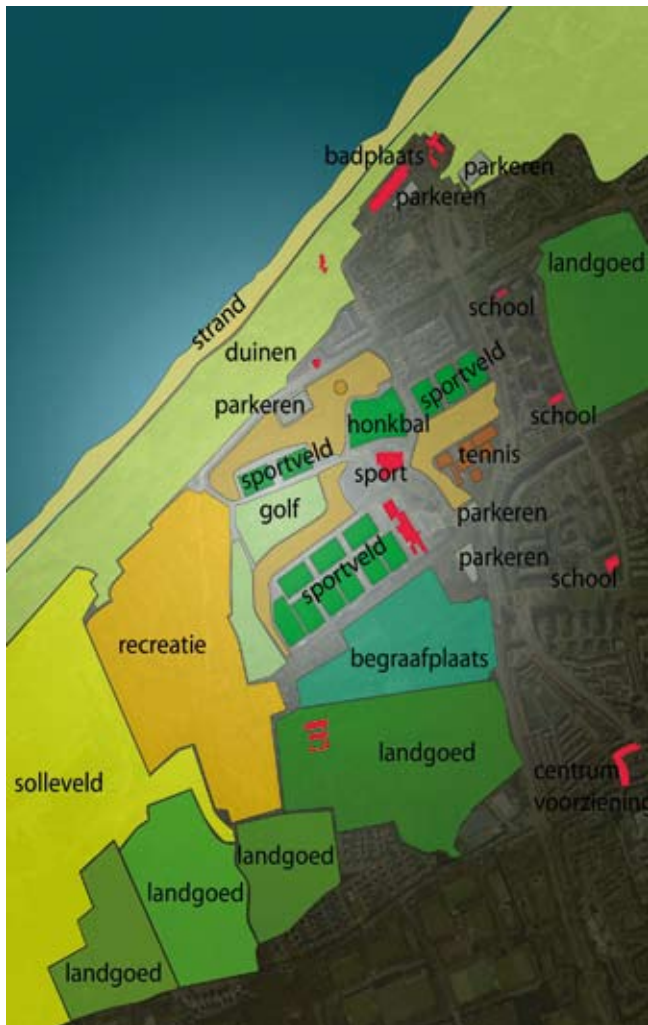 badplaats
parkeren
parkeren
landgoed
strand
school
duinen
sportveld
parkeren
honkbal
school
sportveld
sport
tennis
golf
parkeren
parkeren
sportveld
school
recreatie
begraafplaats
landgoed
solleveld
centrum
voorziening
landgoed
landgoed
landgoed